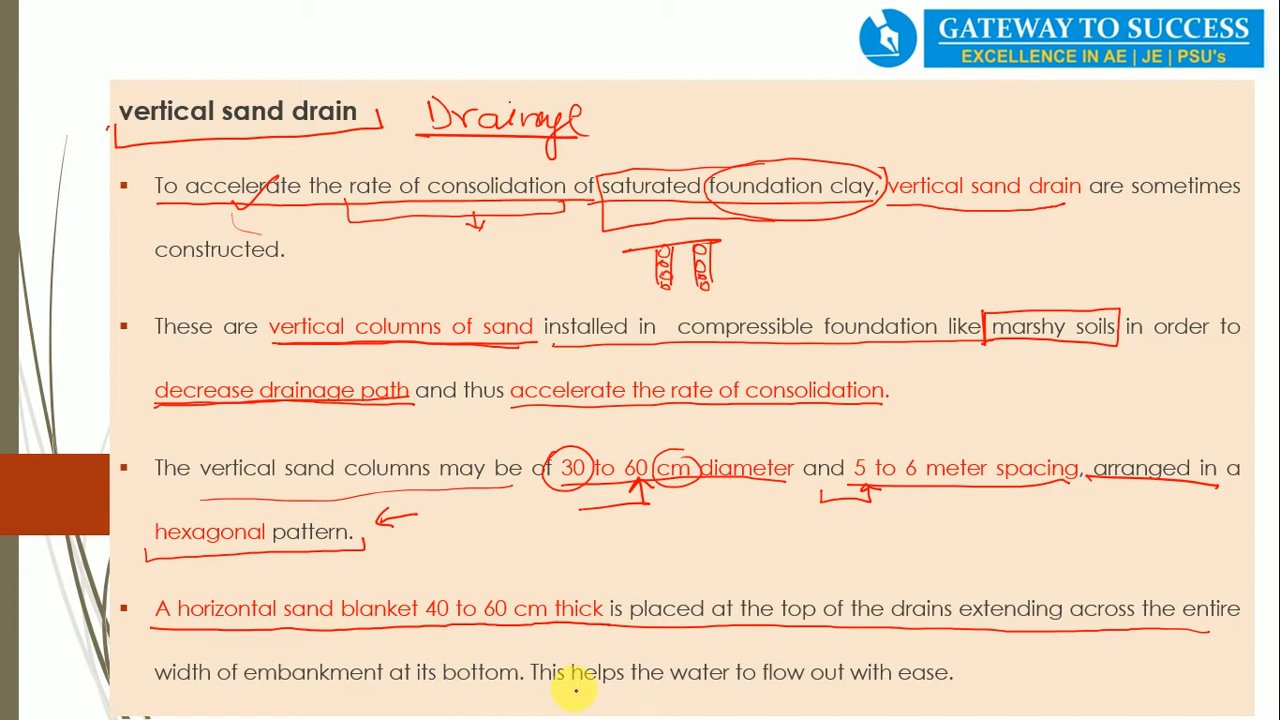 GATEWAY TO SUCCESS
EXCELLENCE IN AE | JE | PSU's
vertical sand drain Drainage
To accelerate the rate of consolidation of saturated foundation clay, vertical sand drain are sometimes
constructed.
These are vertical columns of sand installed in compressible foundation like marshy soils in order to
decrease drainage path and thus accelerate the rate of consolidation.
The vertical sand columns may be of 30 to 60 cm diameter and 5 to 6 meter spacing, arranged in a
hexagonal pattern.
A horizontal sand blanket 40 to 60 cm thick is placed at the top of the drains extending across the entire
width of embankment at its bottom. This helps the water to flow out with ease.